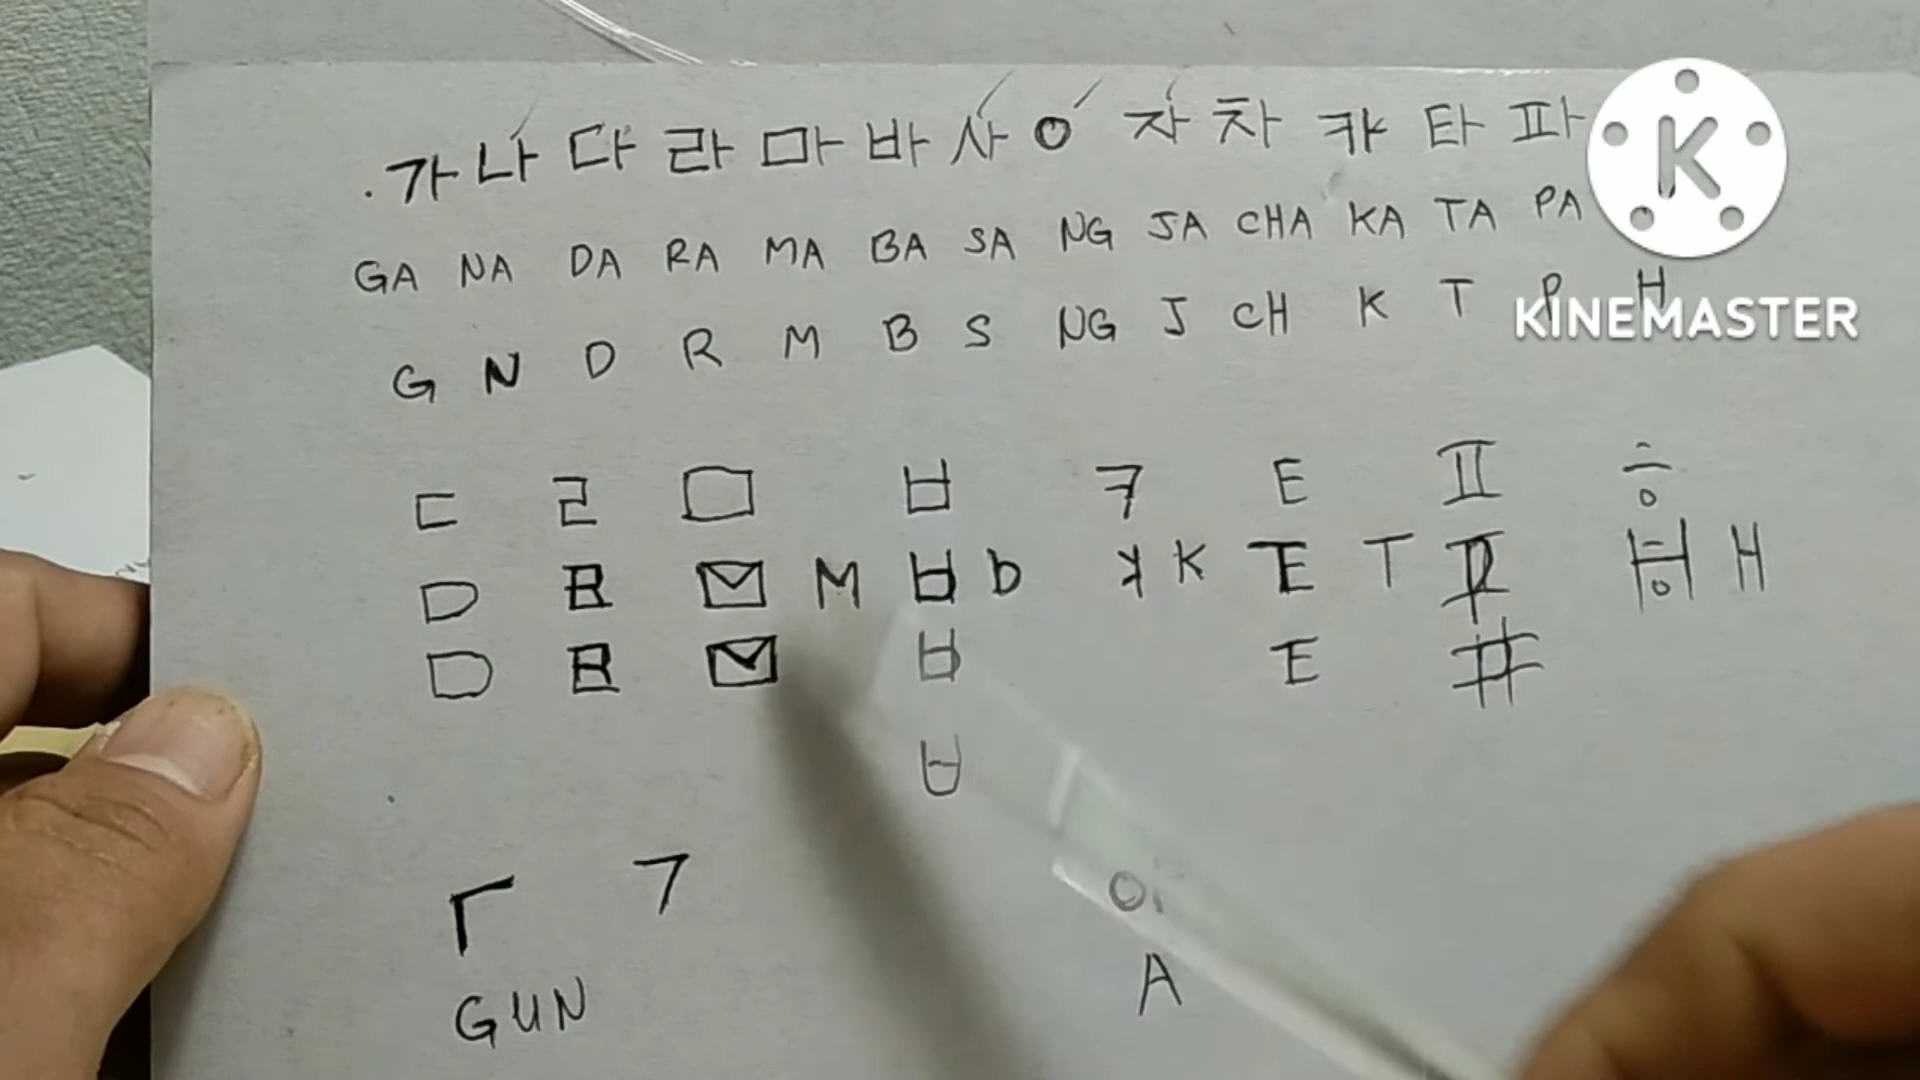 가 나 다 라 마 바 사 ㅇ 자 차 카 타 파
GA NA DA RA MA BA SA NG JA CHA KA TA PA
G N D R M B S NG J CH K T P H
ㄷ ㄹ ㅁ ㅂ ㅋ ㅌ ㅍ ㅎ
D R M b K T H
D
ㄱ
GUN A
K
KINEMASTER